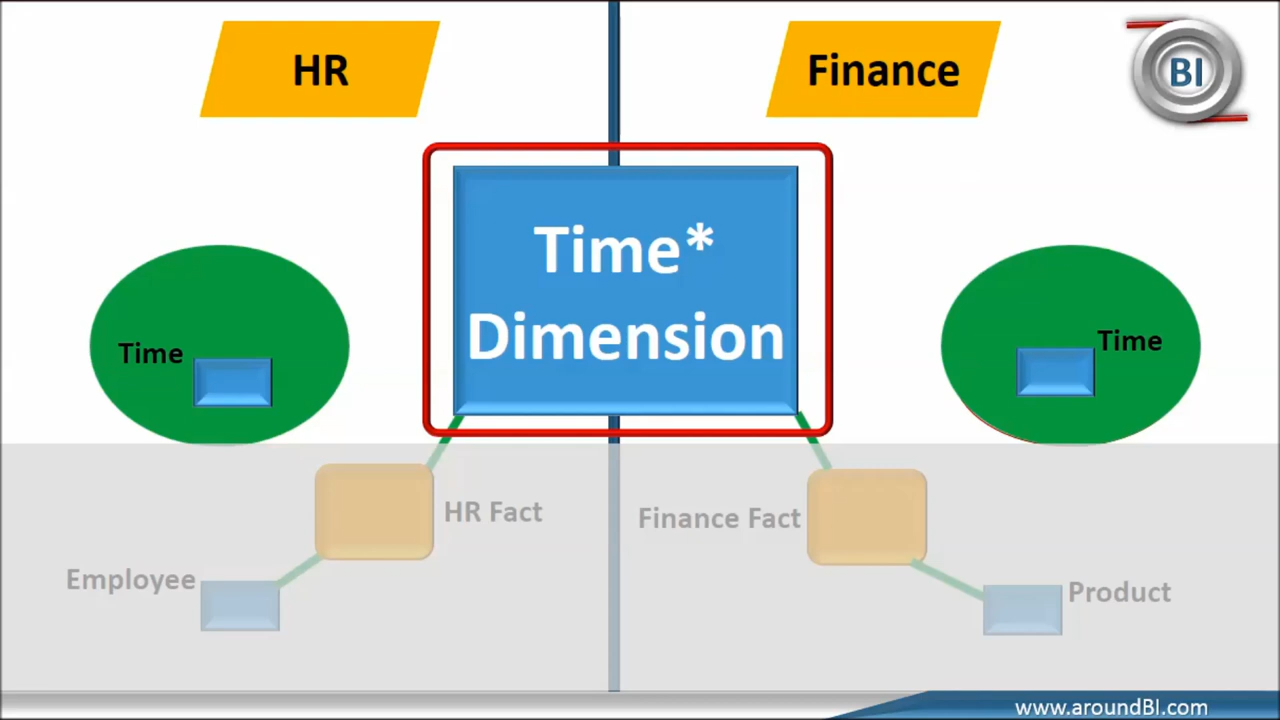 HR
Finance
BI
Time*
Dimension
Time
Time
HR Fact
Finance Fact
Employee
Product
www.aroundBI.com